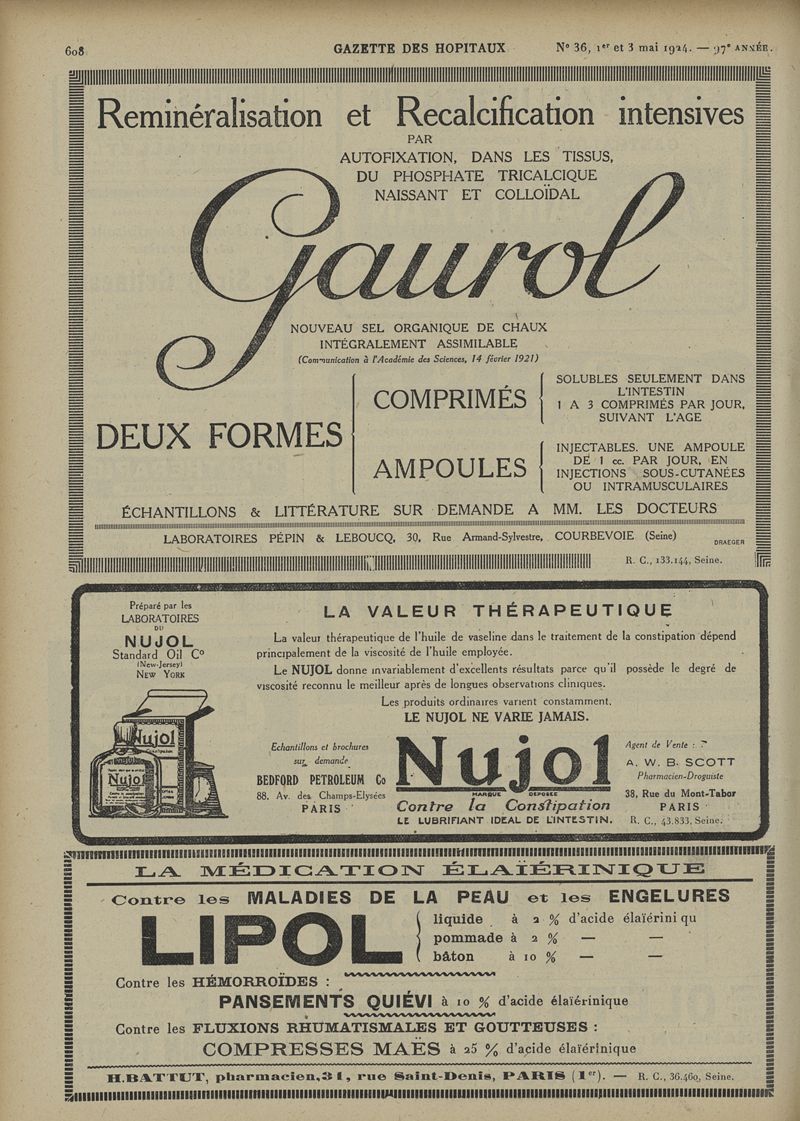 608
GAZETTE DES HOPITAUX
N° 36, 1er et 3 mai 1924. — 97e ANNÉE.
Reminéralisation et Recalcification intensives
PAR
AUTOFIXATION, DANS LES TISSUS,
DU PHOSPHATE TRICALCIQUE
NAISSANT ET COLLOÏDAL
Gaurol
NOUVEAU SEL ORGANIQUE DE CHAUX
INTÉGRALEMENT ASSIMILABLE
(Communication à l'Académie des Sciences, 14 février 1921)
DEUX FORMES
COMPRIMÉS
SOLUBLES SEULEMENT DANS
L'INTESTIN
1 A 3 COMPRIMÉS PAR JOUR,
SUIVANT L'AGE
AMPOULES
INJECTABLES. UNE AMPOULE
DE 1 cc. PAR JOUR, EN
INJECTIONS SOUS-CUTANÉES
OU INTRAMUSCULAIRES
ÉCHANTILLONS & LITTÉRATURE SUR DEMANDE A MM. LES DOCTEURS
LABORATOIRES PÉPIN & LEBOUCQ, 30, Rue Armand-Sylvestre, COURBEVOIE (Seine)
DRAEGER
R. C., 133.144, Seine.
Préparé par les
LABORATOIRES
DU
NUJOL
Standard Oil Co
(New-Jersey)
NEW YORK
Nujol
Nujol
LA VALEUR THÉRAPEUTIQUE
La valeur thérapeutique de l'huile de vaseline dans le traitement de la constipation dépend
principalement de la viscosité de l'huile employée.
Le NUJOL donne invariablement d'excellents résultats parce qu'il possède le degré de
viscosité reconnu le meilleur après de longues observations cliniques.
Les produits ordinaires varient constamment.
LE NUJOL NE VARIE JAMAIS.
Echantillons et brochures
sur demande
BEDFORD PETROLEUM Co
88, Av. des Champs-Elysées
PARIS
Nujol
MARQUE DÉPOSÉE
Contre la Constipation
LE LUBRIFIANT IDEAL DE L'INTESTIN.
Agent de Vente :
A. W. B. SCOTT
Pharmacien-Droguiste
38, Rue du Mont-Tabor
PARIS
R. C., 43.833, Seine.
LA MÉDICATION ÉLAÏÉRINIQUE
Contre les MALADIES DE LA PEAU et les ENGELURES
LIPOL
liquide à 2 % d'acide élaïérini qu
pommade à 2 % — —
bâton à 10 % — —
Contre les HÉMORROÏDES :
PANSEMENTS QUIÉVI à 10 % d'acide élaïérinique
Contre les FLUXIONS RHUMATISMALES ET GOUTTEUSES :
COMPRESSES MAËS à 25 % d'acide élaïérinique
H. BATTUT, pharmacien, 31, rue Saint-Denis, PARIS (1er). — R. C., 36.460, Seine.